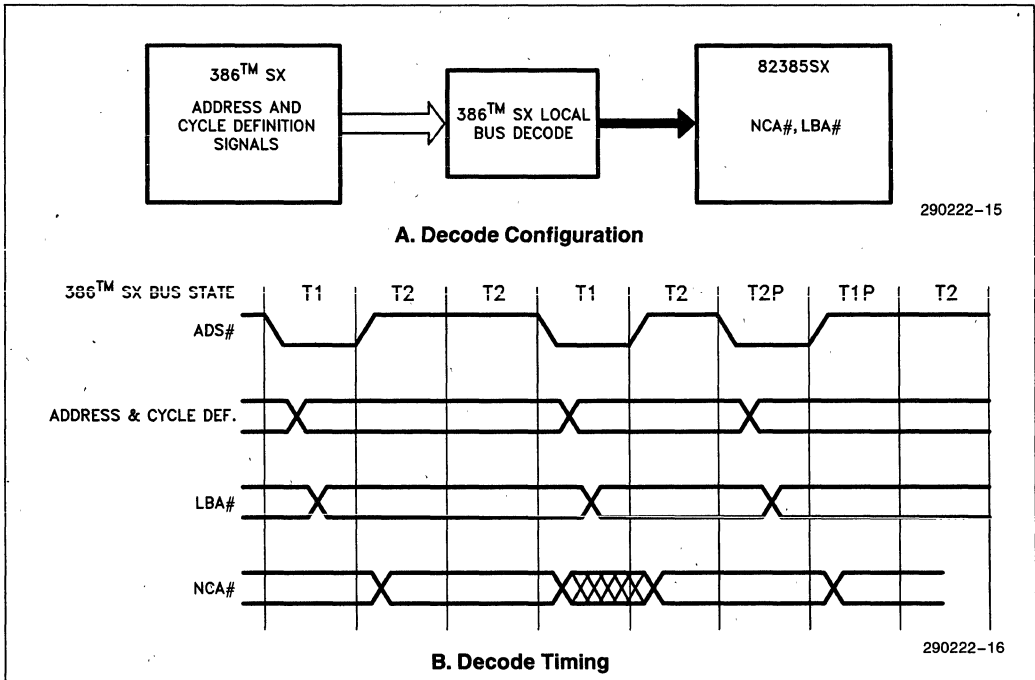 386™ SX
ADDRESS AND
CYCLE DEFINITION
SIGNALS
386™ SX LOCAL
BUS DECODE
82385SX
NCA#, LBA#
290222-15
A. Decode Configuration
386™ SX BUS STATE T1 T2 T2 T1 T2 T2P T1P T2
ADS#
ADDRESS & CYCLE DEF.
LBA#
NCA#
290222-16
B. Decode Timing